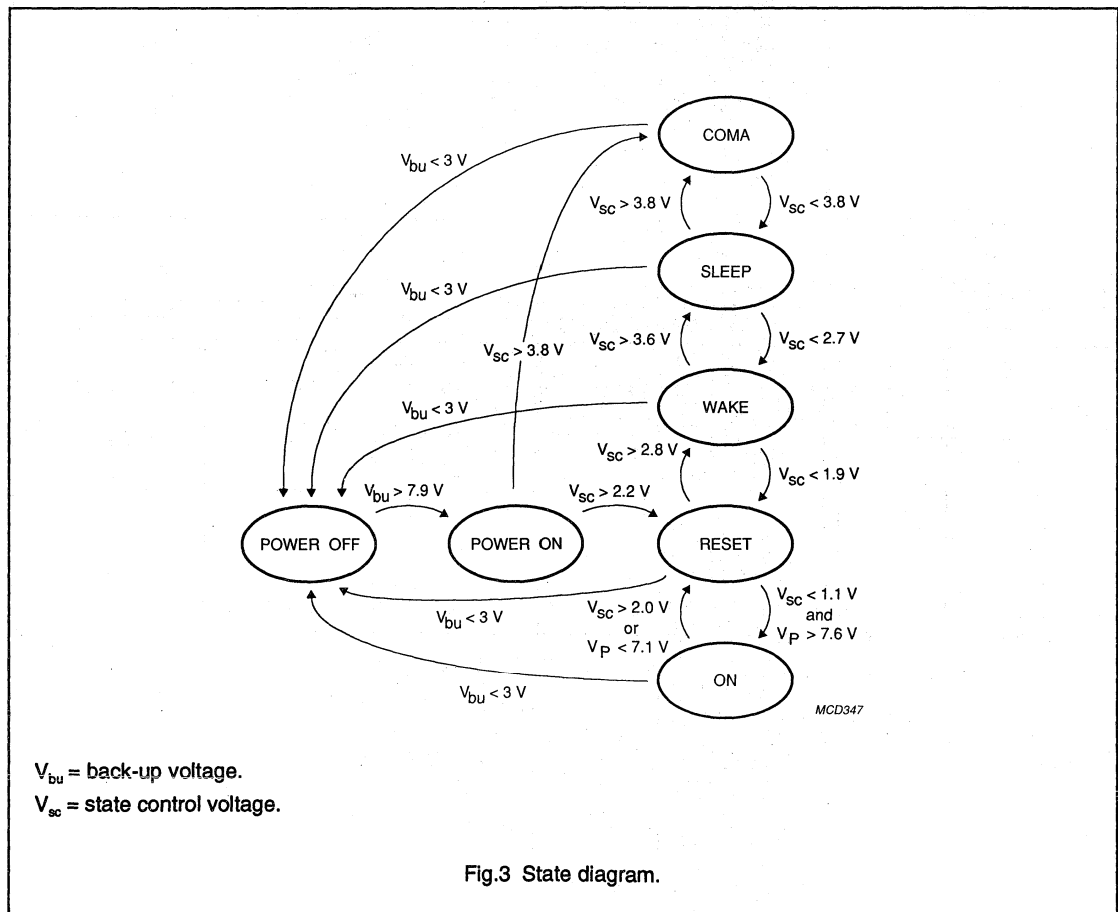 COMA
V_bu < 3 V
V_sc > 3.8 V
V_sc < 3.8 V
SLEEP
V_bu < 3 V
V_sc > 3.8 V
V_sc > 3.6 V
V_sc < 2.7 V
WAKE
V_bu < 3 V
V_sc > 2.8 V
V_sc < 1.9 V
V_bu > 7.9 V
V_sc > 2.2 V
POWER OFF
POWER ON
RESET
V_bu < 3 V
V_sc > 2.0 V
or
V_P < 7.1 V
V_sc < 1.1 V
and
V_P > 7.6 V
V_bu < 3 V
ON
MCD347
V_bu = back-up voltage.
V_sc = state control voltage.
Fig.3 State diagram.